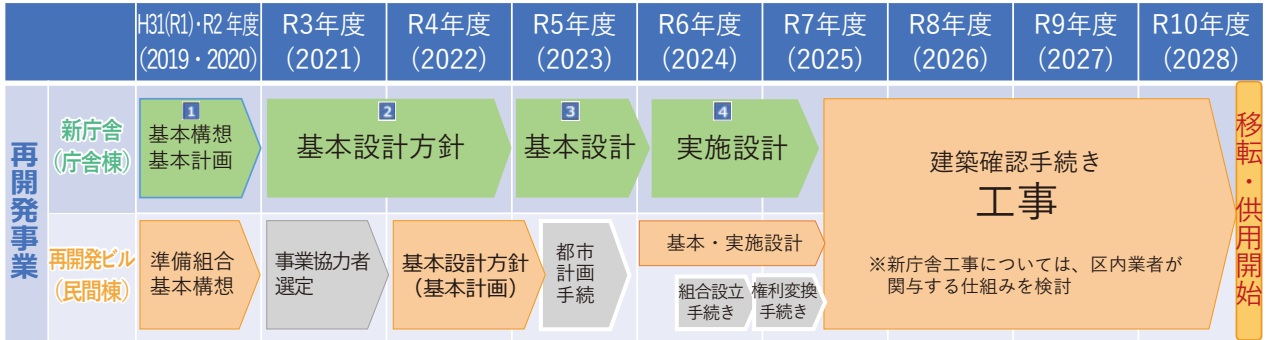 H31(R1)・R2 年度
(2019・2020)
R3年度
(2021)
R4年度
(2022)
R5年度
(2023)
R6年度
(2024)
R7年度
(2025)
R8年度
(2026)
R9年度
(2027)
R10年度
(2028)
再開発事業
新庁舎
(庁舎棟)
1
基本構想
基本計画
2
基本設計方針
3
基本設計
4
実施設計
建築確認手続き
工事
※新庁舎工事については、区内業者が
関与する仕組みを検討
移転・供用開始
再開発ビル
(民間棟)
準備組合
基本構想
事業協力者
選定
基本設計方針
(基本計画)
都市
計画
手続
基本・実施設計
組合設立
手続き
権利変換
手続き